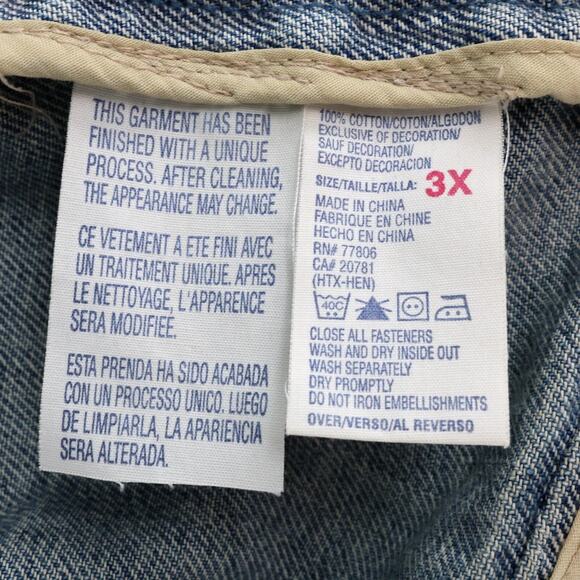 THIS GARMENT HAS BEEN
FINISHED WITH A UNIQUE
PROCESS. AFTER CLEANING,
THE APPEARANCE MAY CHANGE.
CE VETEMENT A ETE FINI AVEC
UN TRAITEMENT UNIQUE. APRES
LE NETTOYAGE, L'APPARENCE
SERA MODIFIEE.
ESTA PRENDA HA SIDO ACABADA
CON UN PROCESO UNICO. LUEGO
DE LIMPIARLA, LA APARIENCIA
SERA ALTERADA.
100% COTTON/COTON/ALGODON
EXCLUSIVE OF DECORATION/
SAUF DECORATION/
EXCEPTO DECORACION
SIZE/TAILLE/TALLA: 3X
MADE IN CHINA
FABRIQUE EN CHINE
HECHO EN CHINA
RN# 77806
CA# 20781
(HTX-HEN)
40C
CLOSE ALL FASTENERS
WASH AND DRY INSIDE OUT
WASH SEPARATELY
DRY PROMPTLY
DO NOT IRON EMBELLISHMENTS
OVER/VERSO/AL REVERSO